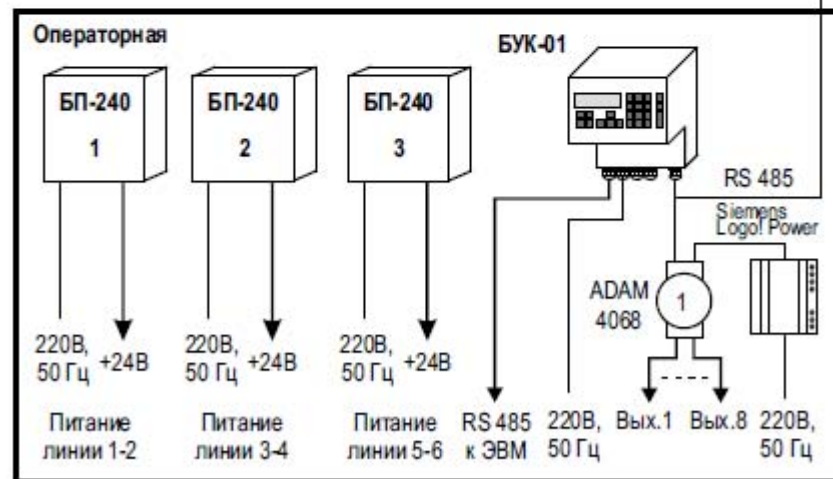 Операторная
БУК-01
БП-240
1
БП-240
2
БП-240
3
RS 485
Siemens
Logo! Power
ADAM
4068
1
220В,
50 Гц
+24В
220В,
50 Гц
+24В
220В,
50 Гц
+24В
Питание
линии 1-2
Питание
линии 3-4
Питание
линии 5-6
RS 485
к ЭВМ
220В,
50 Гц
Вых.1
Вых.8
220В,
50 Гц